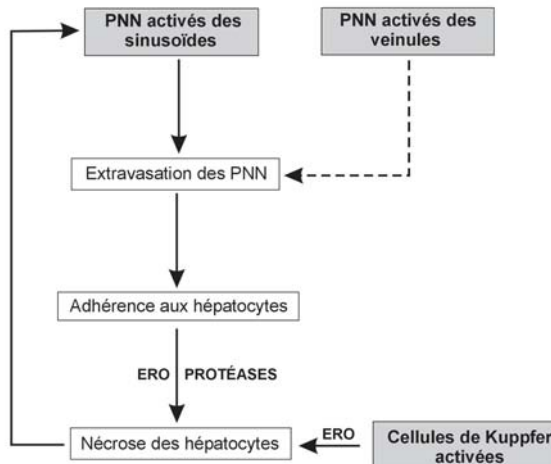 PNN activés des
sinusoïdes
PNN activés des
veinules
Extravasation des PNN
Adhérence aux hépatocytes
ERO PROTÉASES
ERO
Nécrose des hépatocytes
Cellules de Kuppfer
activées